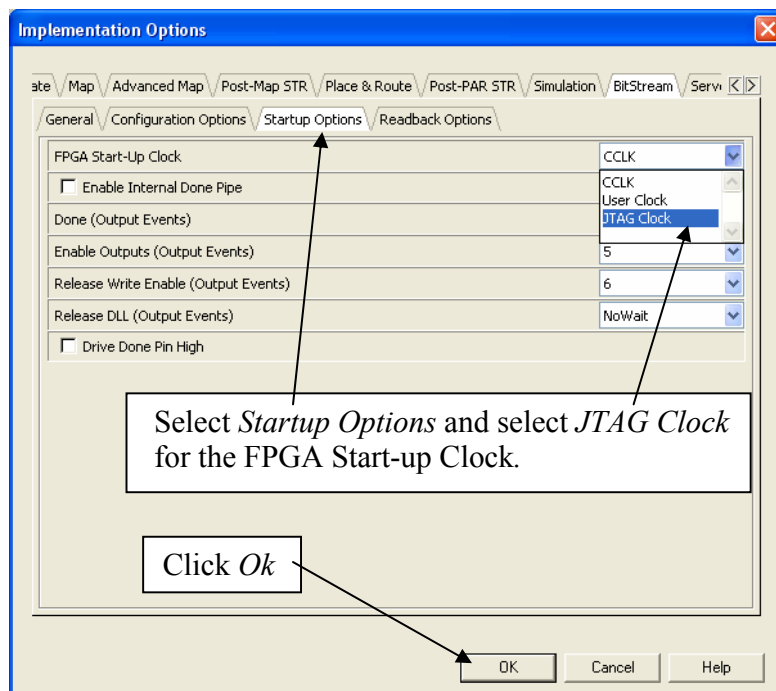 Implementation Options
ate Map Advanced Map Post-Map STR Place & Route Post-PAR STR Simulation BitStream Serv
General Configuration Options Startup Options Readback Options
FPGA Start-Up Clock CCLK
Enable Internal Done Pipe
CCLK
User Clock
JTAG Clock
Done (Output Events)
Enable Outputs (Output Events) 5
Release Write Enable (Output Events) 6
Release DLL (Output Events) NoWait
Drive Done Pin High
Select Startup Options and select JTAG Clock
for the FPGA Start-up Clock.
Click Ok
OK Cancel Help